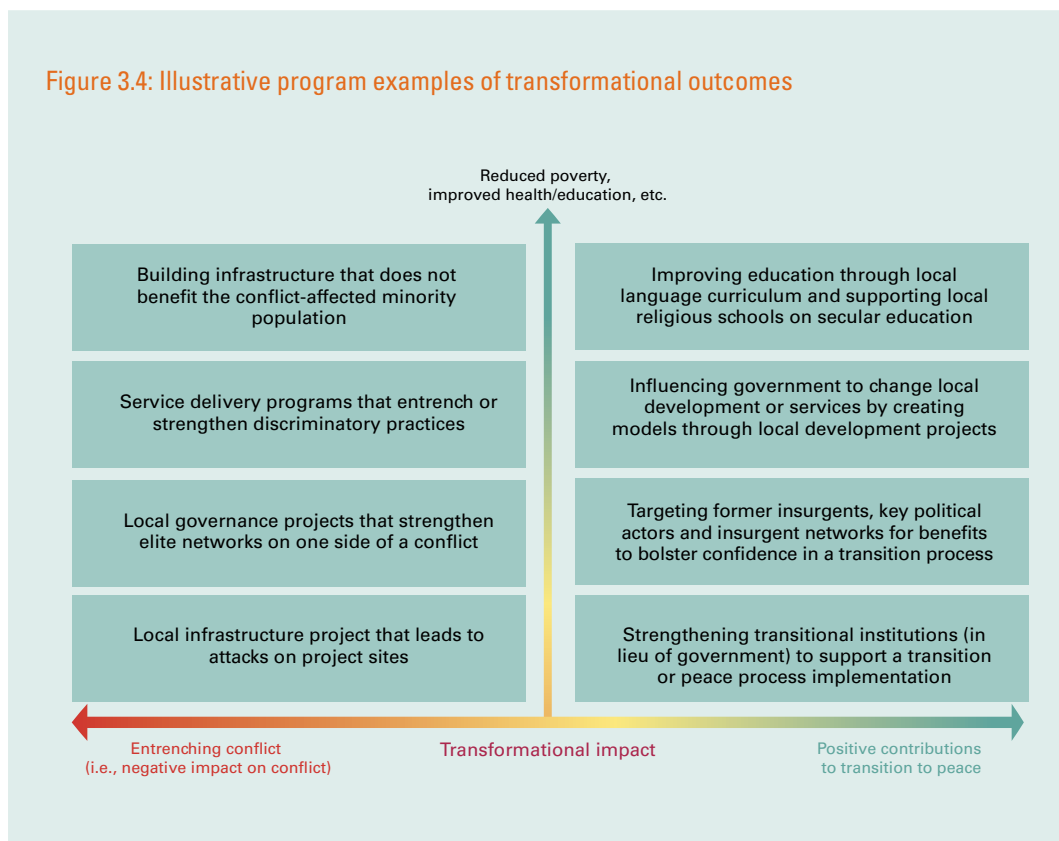 Figure 3.4: Illustrative program examples of transformational outcomes
Reduced poverty,
improved health/education, etc.
Building infrastructure that does not
benefit the conflict-affected minority
population
Improving education through local
language curriculum and supporting local
religious schools on secular education
Service delivery programs that entrench or
strengthen discriminatory practices
Influencing government to change local
development or services by creating
models through local development projects
Local governance projects that strengthen
elite networks on one side of a conflict
Targeting former insurgents, key political
actors and insurgent networks for benefits
to bolster confidence in a transition process
Local infrastructure project that leads to
attacks on project sites
Strengthening transitional institutions (in
lieu of government) to support a transition
or peace process implementation
Entrenching conflict
(i.e., negative impact on conflict)
Transformational impact
Positive contributions
to transition to peace